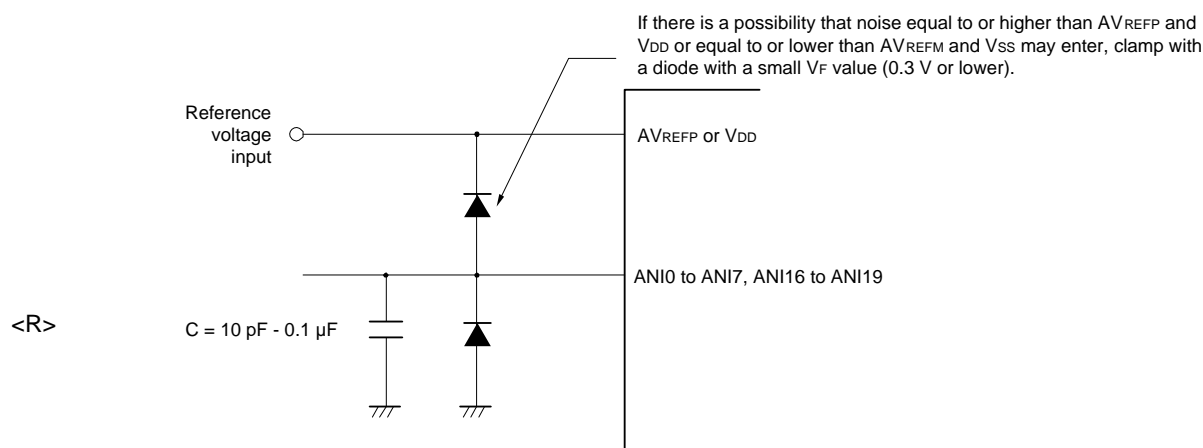 If there is a possibility that noise equal to or higher than AVREFP and
VDD or equal to or lower than AVREFM and VSS may enter, clamp with
a diode with a small VF value (0.3 V or lower).
Reference
voltage
input
AVREFP or VDD
ANI0 to ANI7, ANI16 to ANI19
<R>
C = 10 pF - 0.1 µF